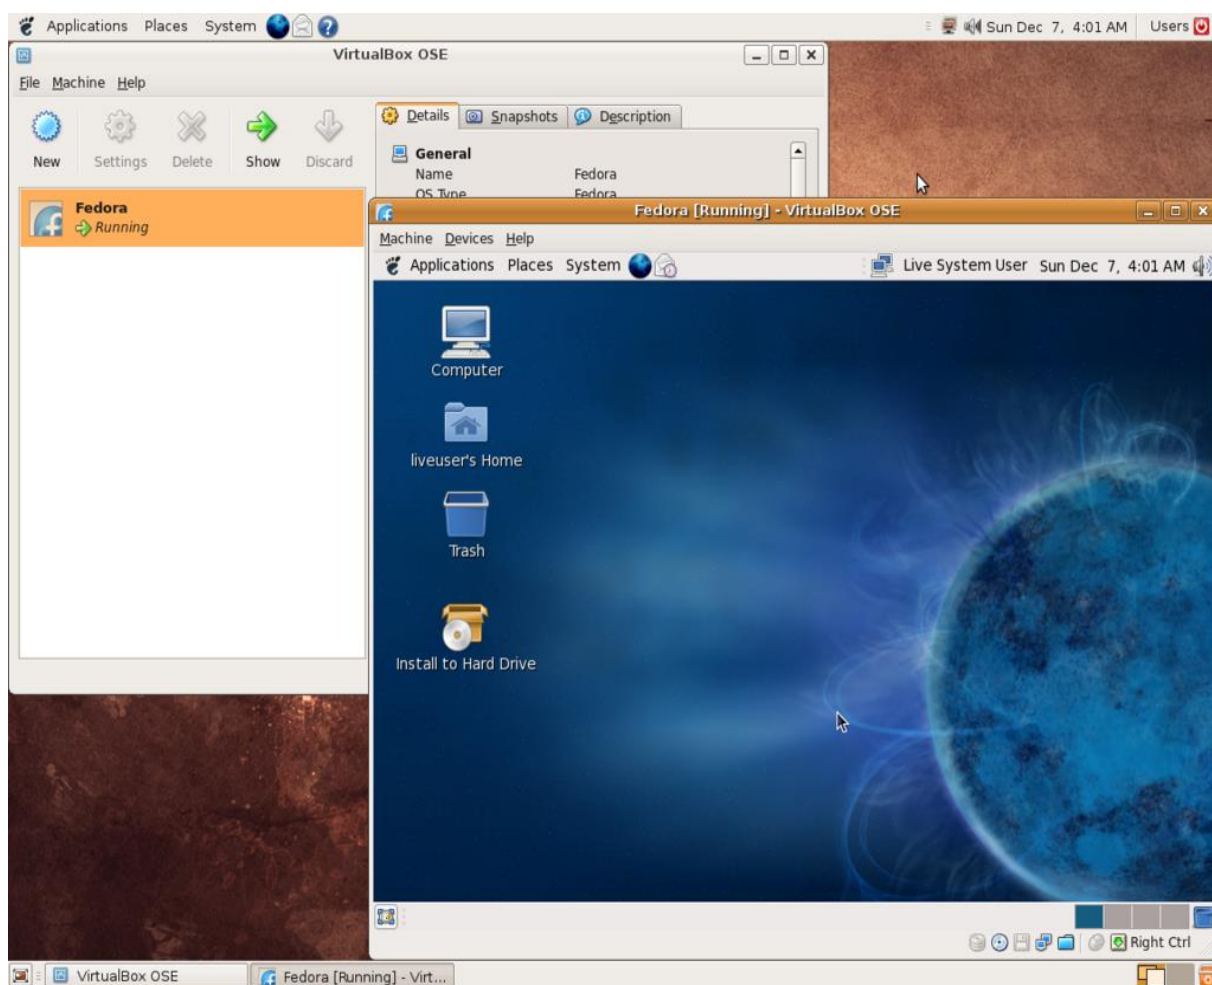 Applications Places System Sun Dec 7, 4:01 AM Users
VirtualBox OSE
File Machine Help
New Settings Delete Show Discard
Details Snapshots Description
General
Name Fedora
OS Type Fedora
Fedora
Running
Fedora [Running] - VirtualBox OSE
Machine Devices Help
Applications Places System Live System User Sun Dec 7, 4:01 AM
Computer
liveuser's Home
Trash
Install to Hard Drive
Right Ctrl
VirtualBox OSE Fedora [Running] - Virt...